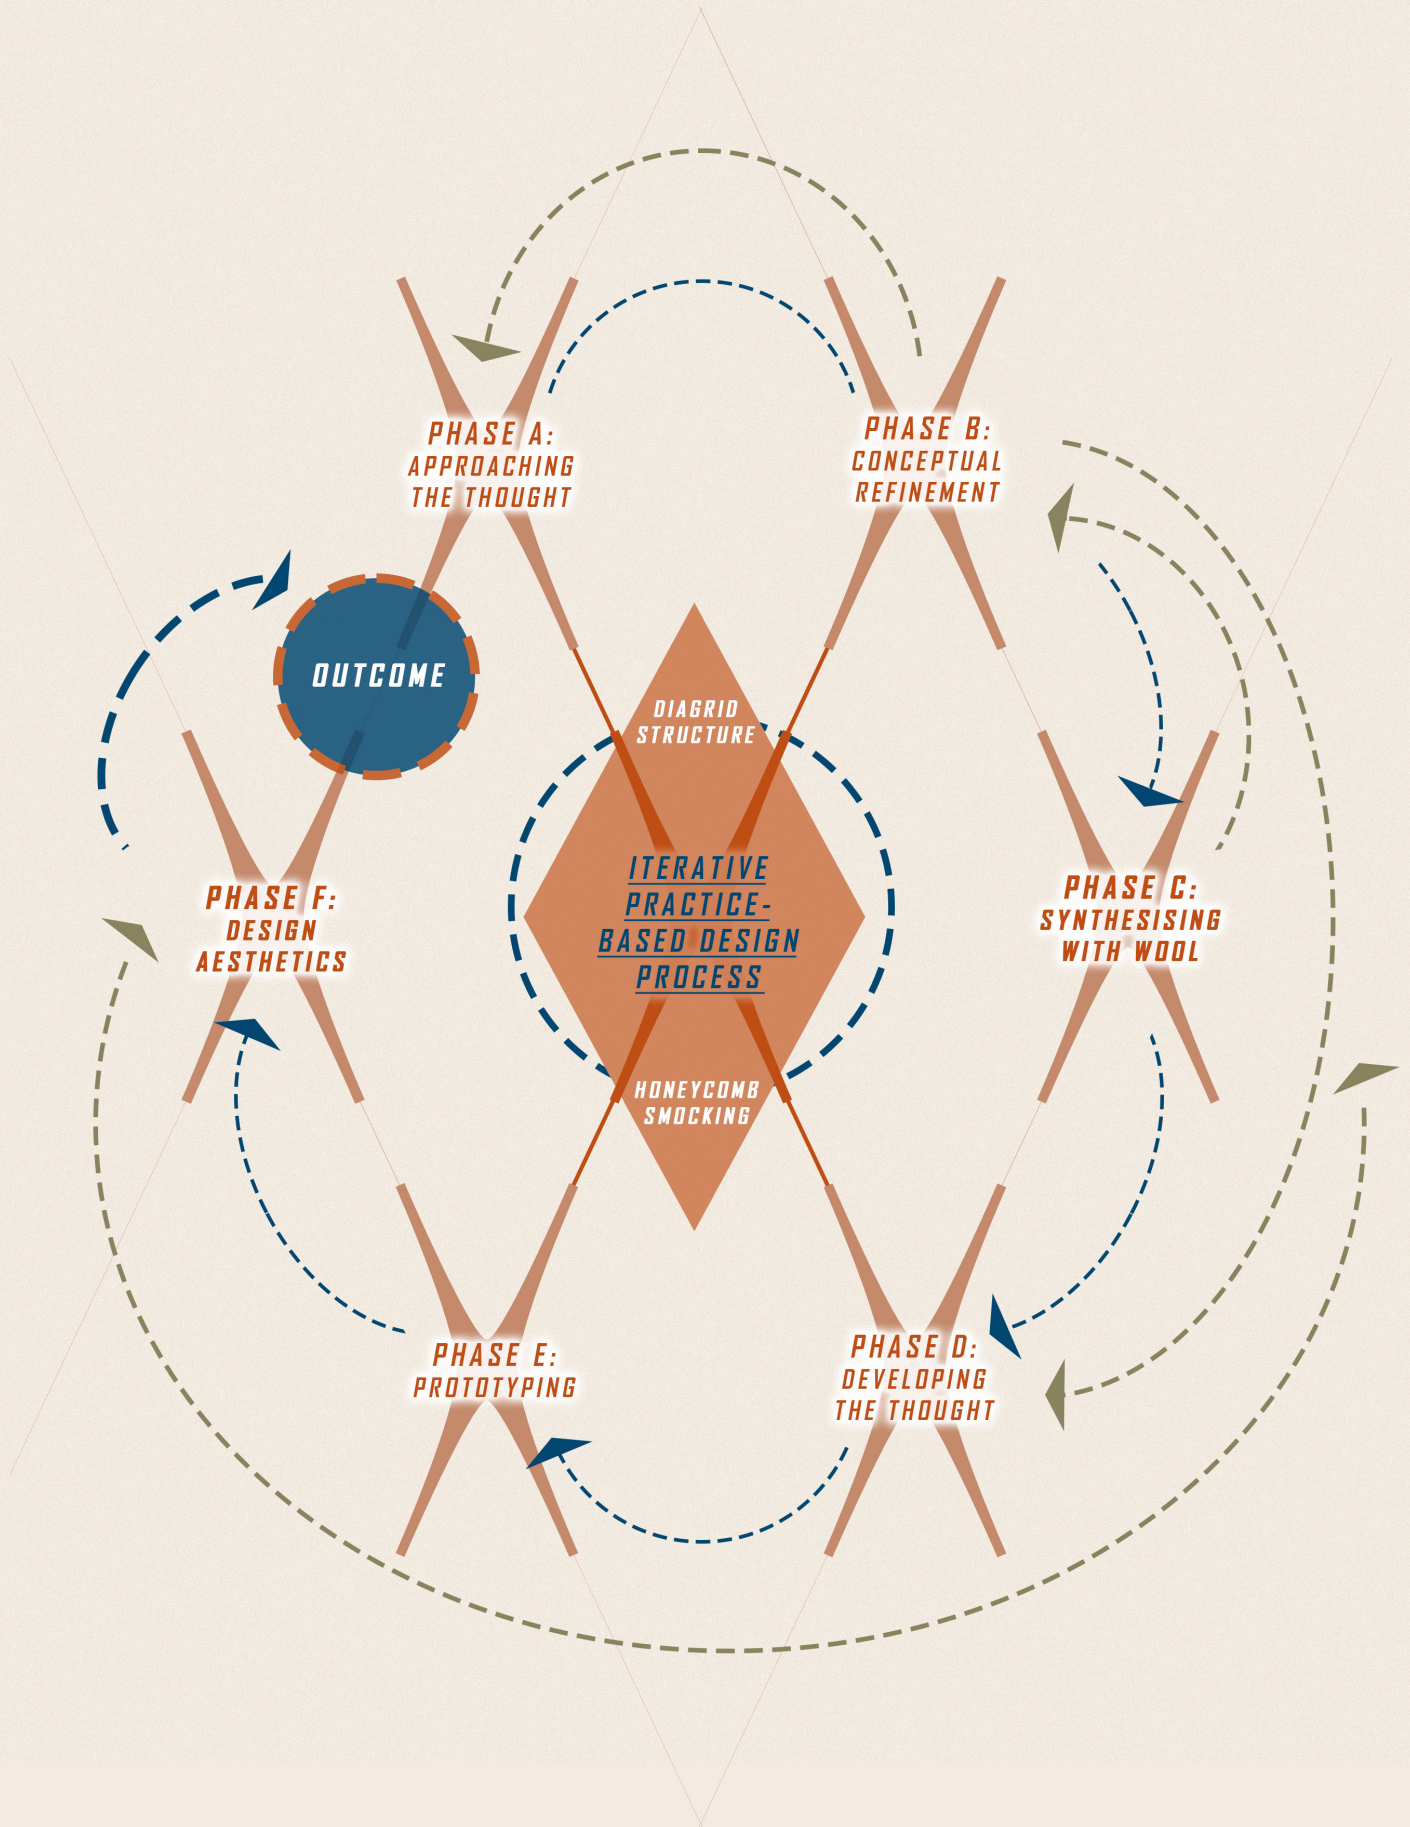 PHASE A:
APPROACHING
THE THOUGHT
PHASE B:
CONCEPTUAL
REFINEMENT
OUTCOME
DIAGRID
STRUCTURE
ITERATIVE
PRACTICE-
BASED DESIGN
PROCESS
HONEYCOMB
SMOCKING
PHASE C:
SYNTHESISING
WITH WOOL
PHASE F:
DESIGN
AESTHETICS
PHASE E:
PROTOTYPING
PHASE D:
DEVELOPING
THE THOUGHT